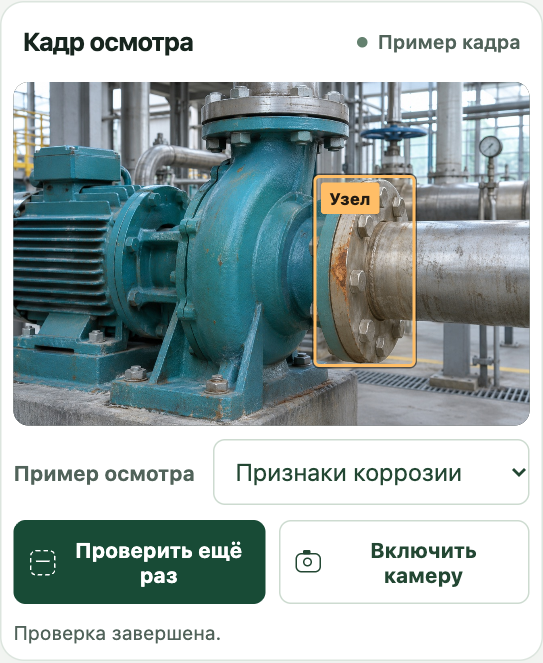 Кадр осмотра
Пример кадра
Узел
Пример осмотра
Признаки коррозии
Проверить ещё
раз
Включить
камеру
Проверка завершена.